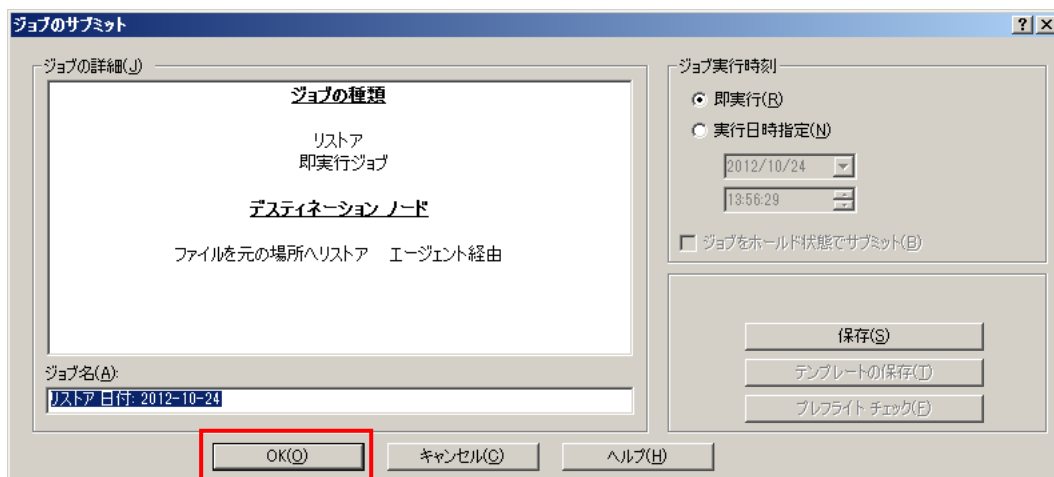 ジョブのサブミット
ジョブの詳細(J)
ジョブの種類
リストア
即実行ジョブ
デスティネーション ノード
ファイルを元の場所へリストア　エージェント経由
ジョブ名(A):
リストア 日付: 2012-10-24
ジョブ実行時刻
即実行(R)
実行日時指定(N)
2012/10/24
13:56:29
ジョブをホールド状態でサブミット(B)
保存(S)
テンプレートの保存(T)
プレフライト チェック(F)
OK(O)
キャンセル(C)
ヘルプ(H)